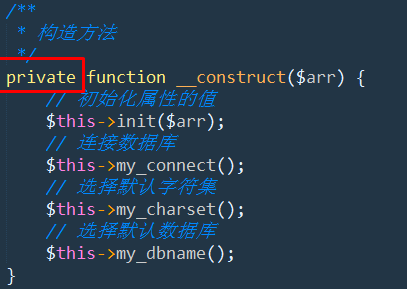 /**
 * 构造方法
 */
private function __construct($arr) {
    // 初始化属性的值
    $this->init($arr);
    // 连接数据库
    $this->my_connect();
    // 选择默认字符集
    $this->my_charset();
    // 选择默认数据库
    $this->my_dbname();
}